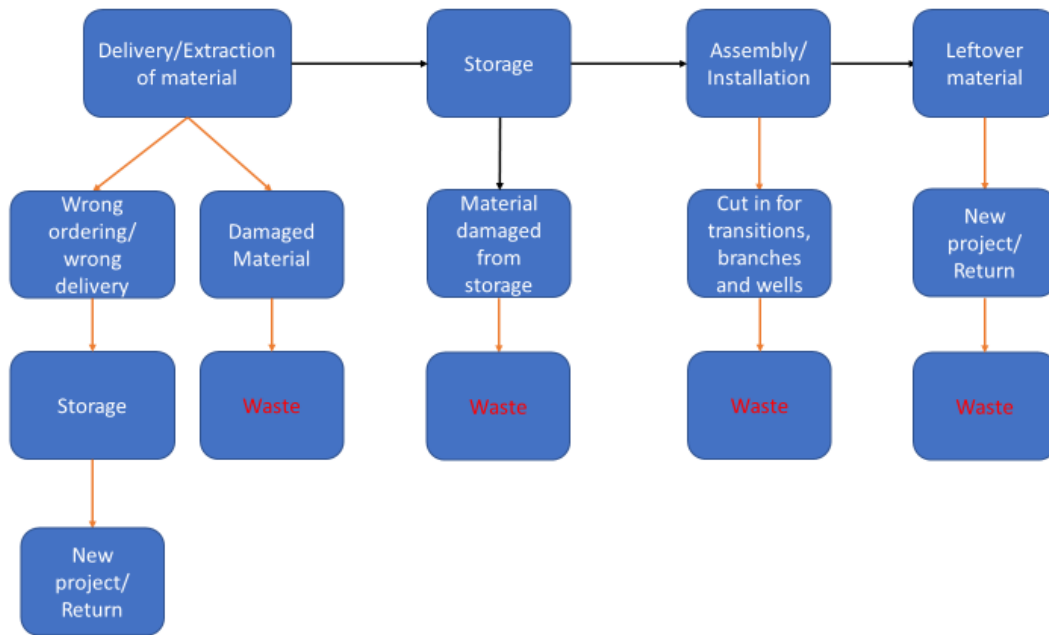 Delivery/Extraction
of material
Storage
Assembly/
Installation
Leftover
material
Wrong
ordering/
wrong
delivery
Damaged
Material
Material
damaged
from
storage
Cut in for
transitions,
branches
and wells
New
project/
Return
Storage
Waste
Waste
Waste
Waste
New
project/
Return